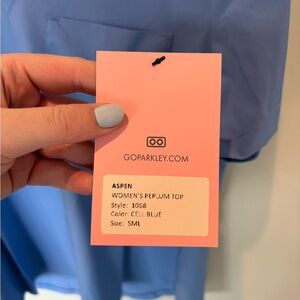 GOPARKLEY.COM
ASPEN
WOMEN'S PEPLUM TOP
Style: 1068
Color: CEIL BLUE
Size: SML